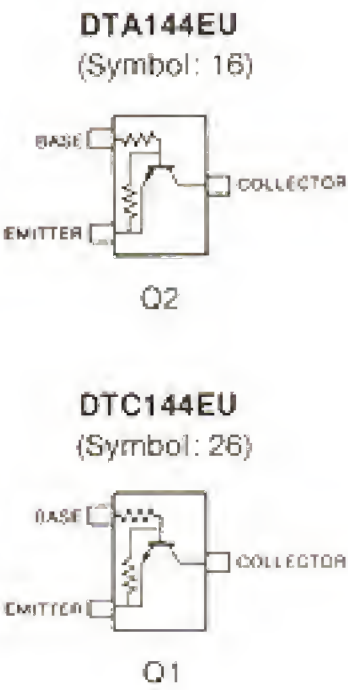 DTA144EU
(Symbol: 16)
BASE
COLLECTOR
EMITTER
Q2
DTC144EU
(Symbol: 26)
BASE
COLLECTOR
EMITTER
Q1